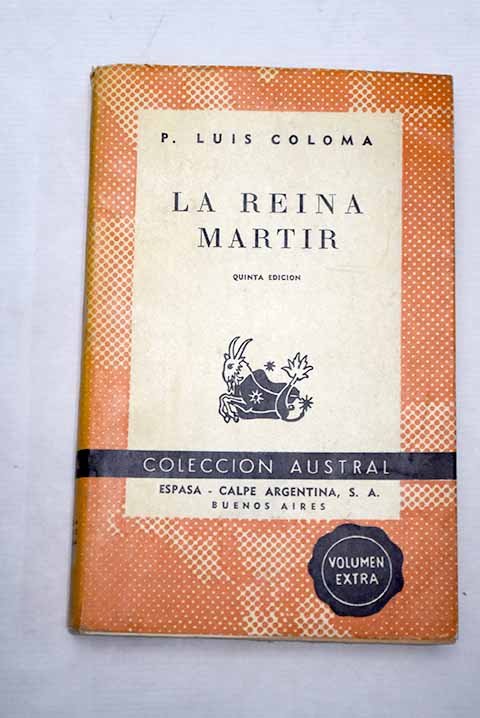 P. LUIS COLOMA
LA REINA
MARTIR
QUINTA EDICION
COLECCION AUSTRAL
ESPASA - CALPE ARGENTINA, S. A.
BUENOS AIRES
VOLUMEN
EXTRA